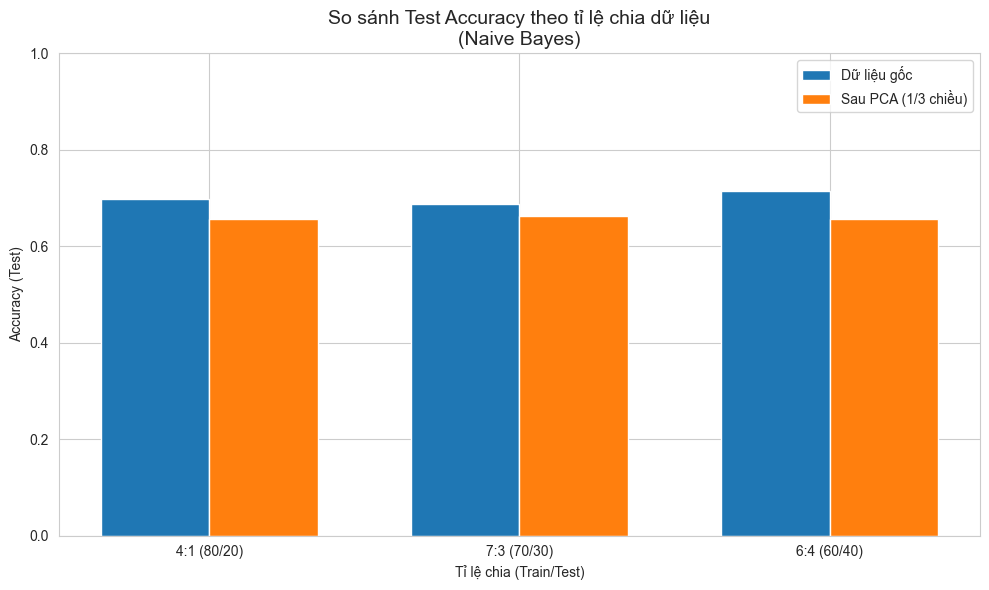 So sánh Test Accuracy theo tỉ lệ chia dữ liệu
(Naive Bayes)
Dữ liệu gốc
Sau PCA (1/3 chiều)
Accuracy (Test)
1.0
0.8
0.6
0.4
0.2
0.0
4:1 (80/20)
7:3 (70/30)
6:4 (60/40)
Tỉ lệ chia (Train/Test)